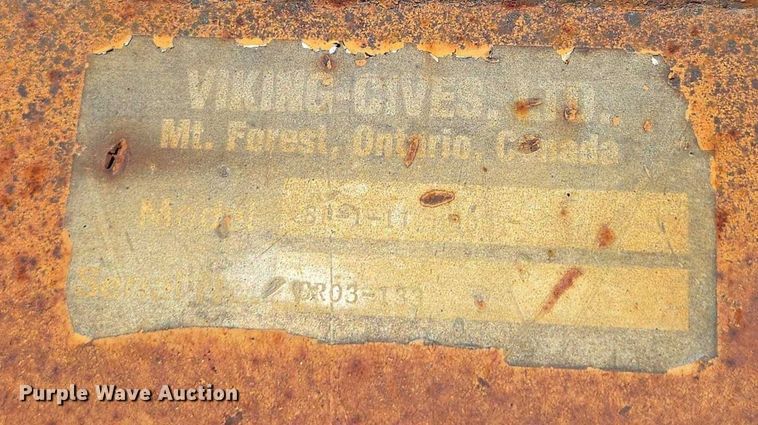 VIKING-CIVES, LTD.
Mt. Forest, Ontario, Canada
Model
Serial
Purple Wave Auction